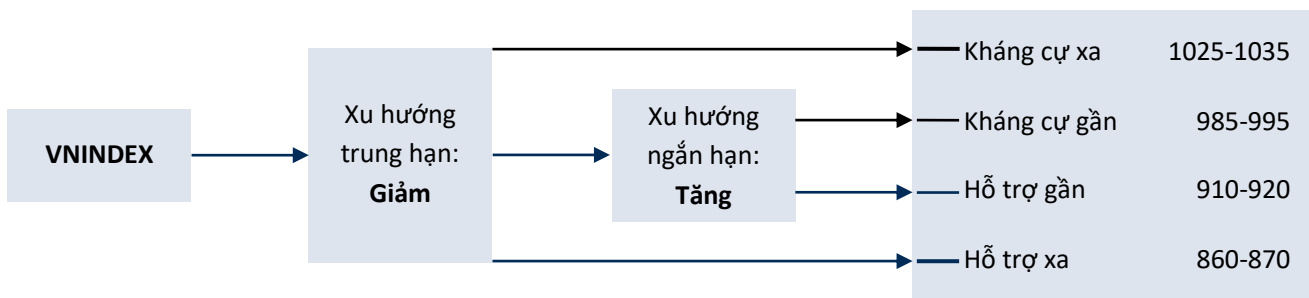 VNINDEX
Xu hướng
trung hạn:
Giảm
Xu hướng
ngắn hạn:
Tăng
Kháng cự xa 1025-1035
Kháng cự gần 985-995
Hỗ trợ gần 910-920
Hỗ trợ xa 860-870